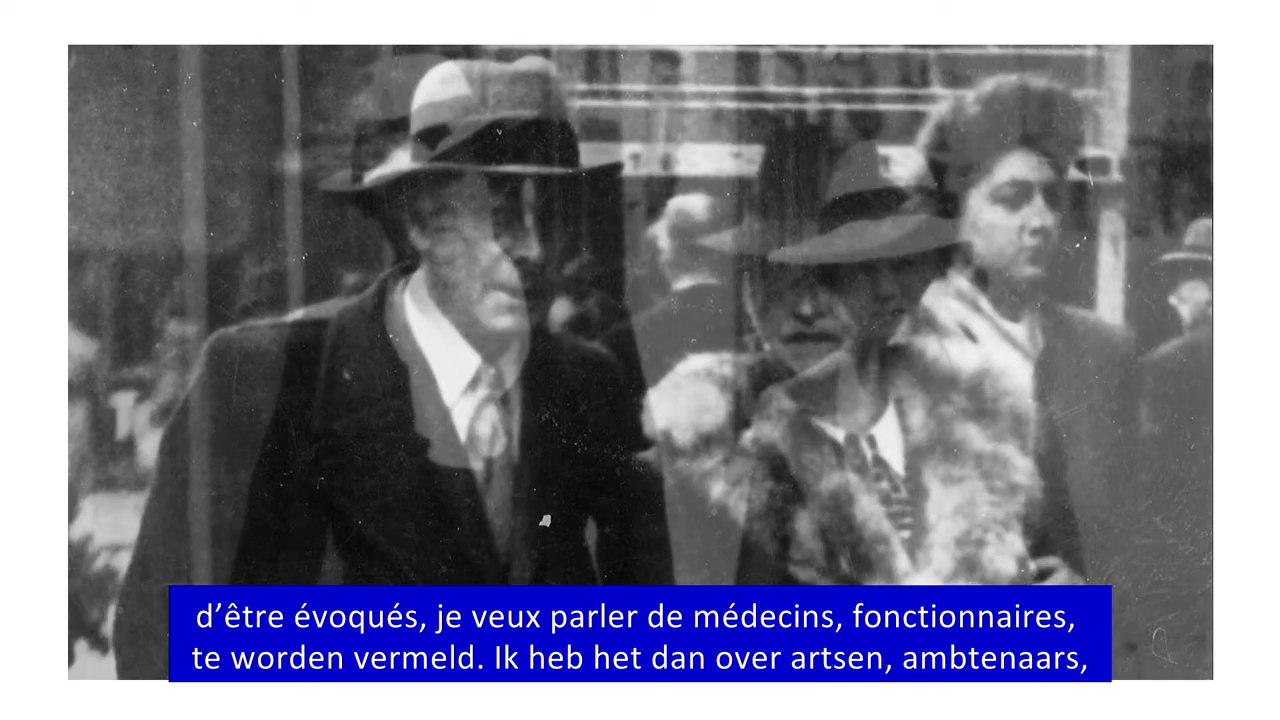 d’être évoqués, je veux parler de médecins, fonctionnaires,
te worden vermeld. Ik heb het dan over artsen, ambtenaars,